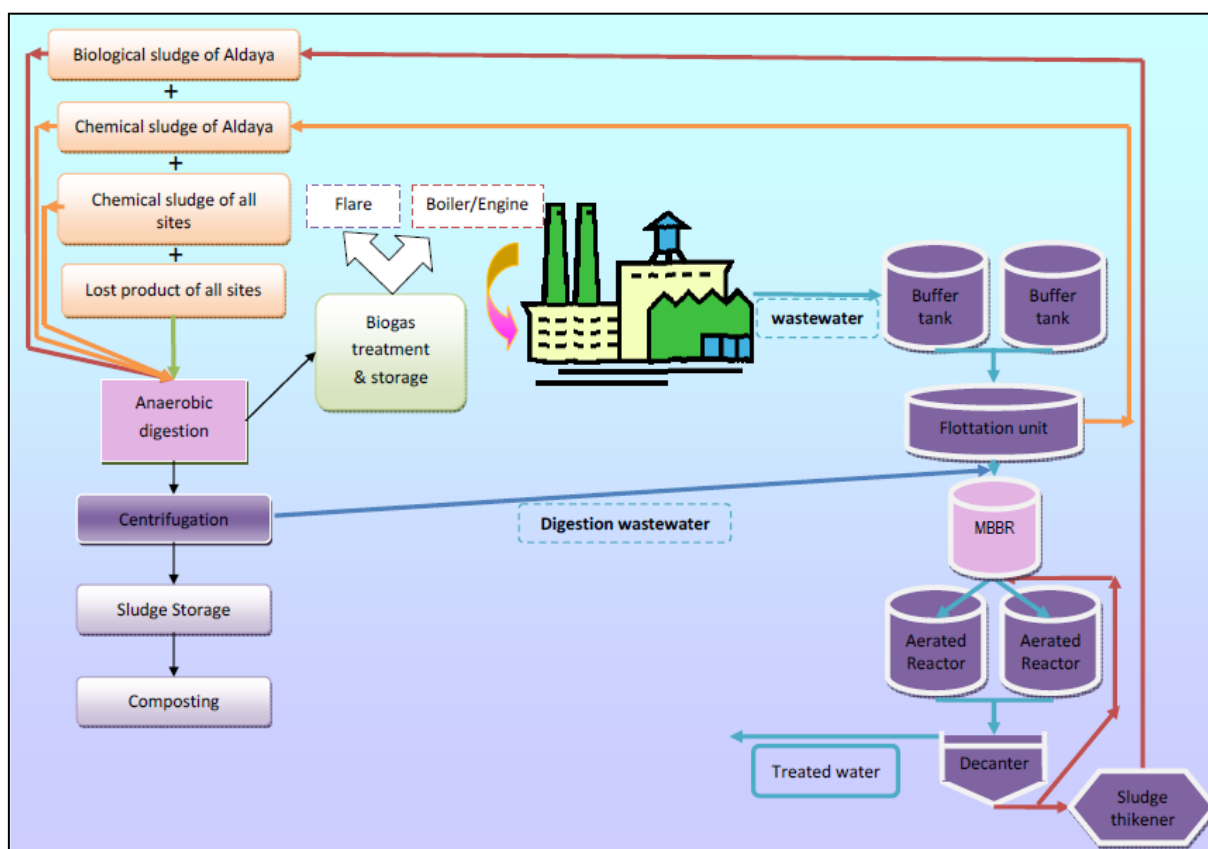 Biological sludge of Aldaya
+
Chemical sludge of Aldaya
+
Chemical sludge of all
sites
+
Lost product of all sites
Anaerobic
digestion
Centrifugation
Sludge Storage
Composting
Flare
Boiler/Engine
Biogas
treatment
& storage
wastewater
Buffer
tank
Buffer
tank
Flottation unit
Digestion wastewater
MBBR
Aerated
Reactor
Aerated
Reactor
Treated water
Decanter
Sludge
thikener